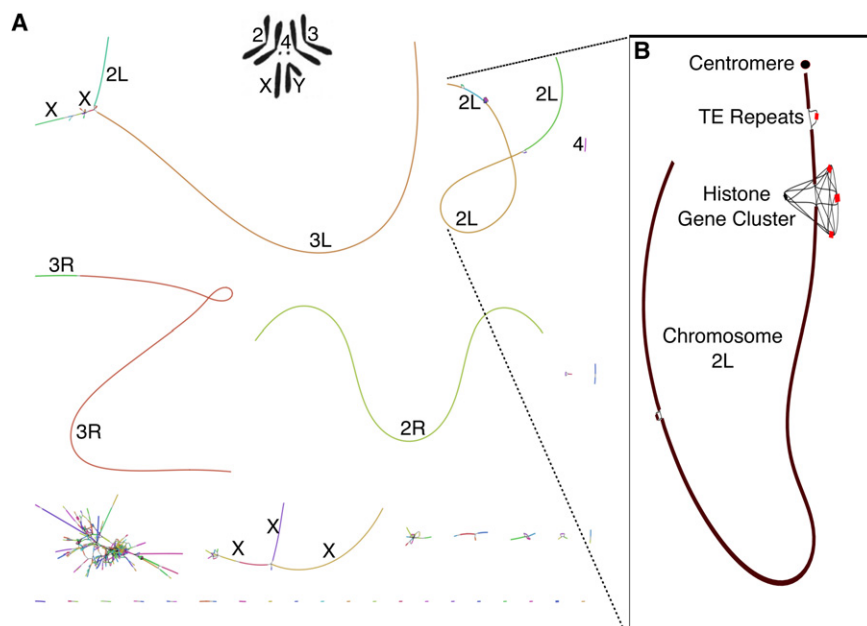 A
2
4
3
X
Y
2L
X
X
3L
2L
2L
4
2L
3R
3R
2R
X
X
X
B
Centromere
TE Repeats
Histone
Gene Cluster
Chromosome
2L